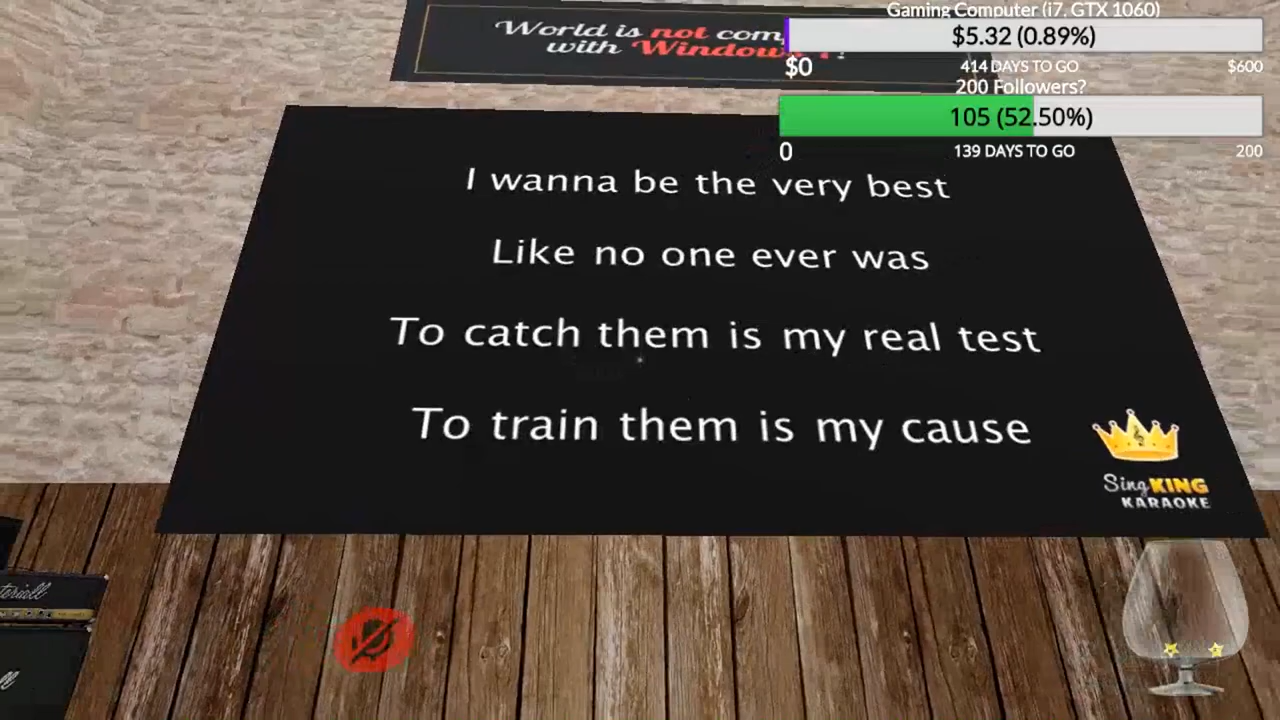 World is not com
with Windows
Gaming Computer (i7, GTX 1060)
$5.32 (0.89%)
$0
414 DAYS TO GO
$600
200 Followers?
105 (52.50%)
0
139 DAYS TO GO
200
I wanna be the very best
Like no one ever was
To catch them is my real test
To train them is my cause
Sing KING
KARAOKE